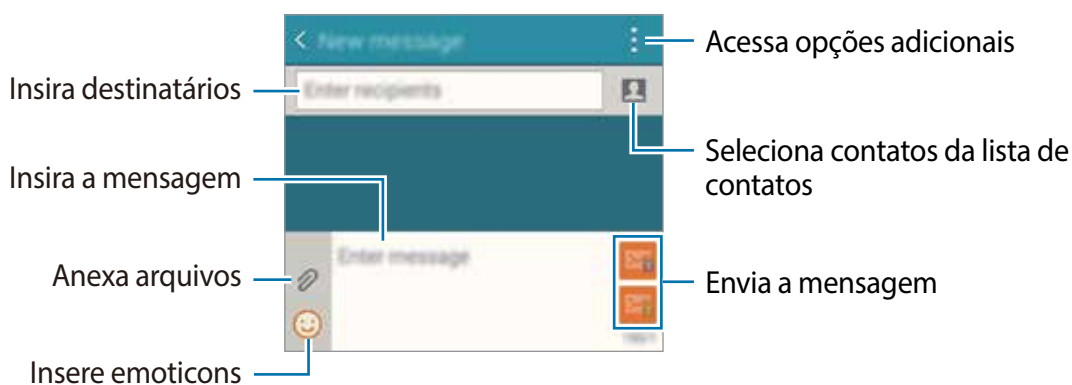 New message
Acessa opções adicionais
Insira destinatários
Enter recipients
Seleciona contatos da lista de
contatos
Insira a mensagem
Enter message
Anexa arquivos
Envia a mensagem
Insere emoticons